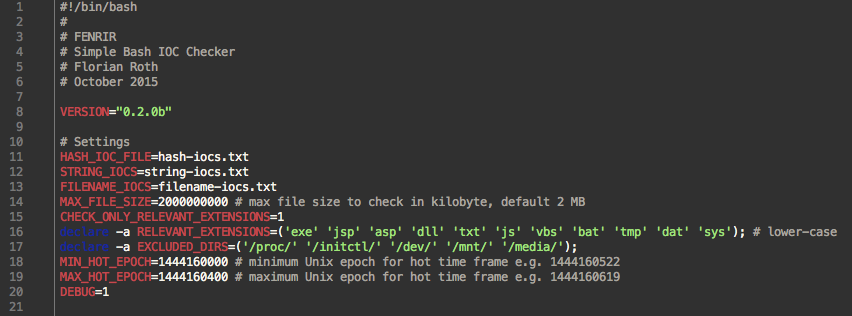 1 #!/bin/bash
2 #
3 # FENRIR
4 # Simple Bash IOC Checker
5 # Florian Roth
6 # October 2015
7
8 VERSION="0.2.0b"
9
10 # Settings
11 HASH_IOC_FILE=hash-iocs.txt
12 STRING_IOCS=string-iocs.txt
13 FILENAME_IOCS=filename-iocs.txt
14 MAX_FILE_SIZE=2000000000 # max file size to check in kilobyte, default 2 MB
15 CHECK_ONLY_RELEVANT_EXTENSIONS=1
16 declare -a RELEVANT_EXTENSIONS=('exe' 'jsp' 'asp' 'dll' 'txt' 'js' 'vbs' 'bat' 'tmp' 'dat' 'sys'); # lower-case
17 declare -a EXCLUDED_DIRS=('/proc/' '/initctl/' '/dev/' '/mnt/' '/media/');
18 MIN_HOT_EPOCH=1444160000 # minimum Unix epoch for hot time frame e.g. 1444160522
19 MAX_HOT_EPOCH=1444160400 # maximum Unix epoch for hot time frame e.g. 1444160619
20 DEBUG=1
21